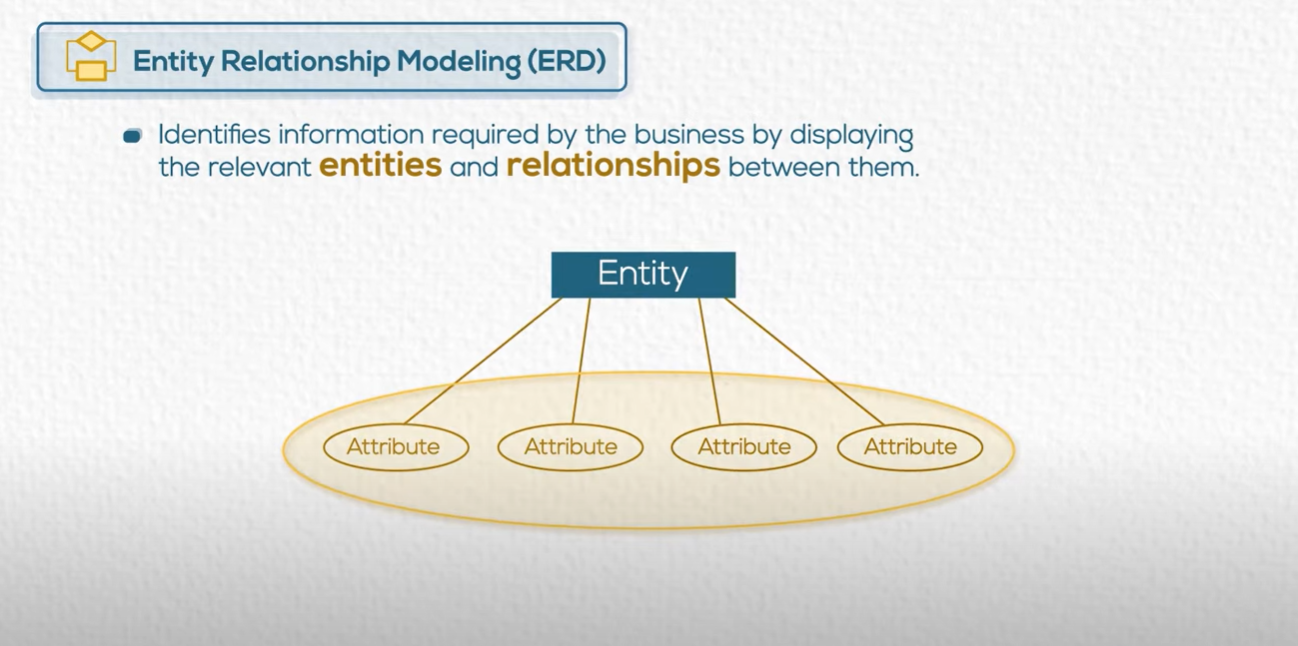 Entity Relationship Modeling (ERD)
Identifies information required by the business by displaying
the relevant entities and relationships between them.
Entity
Attribute
Attribute
Attribute
Attribute